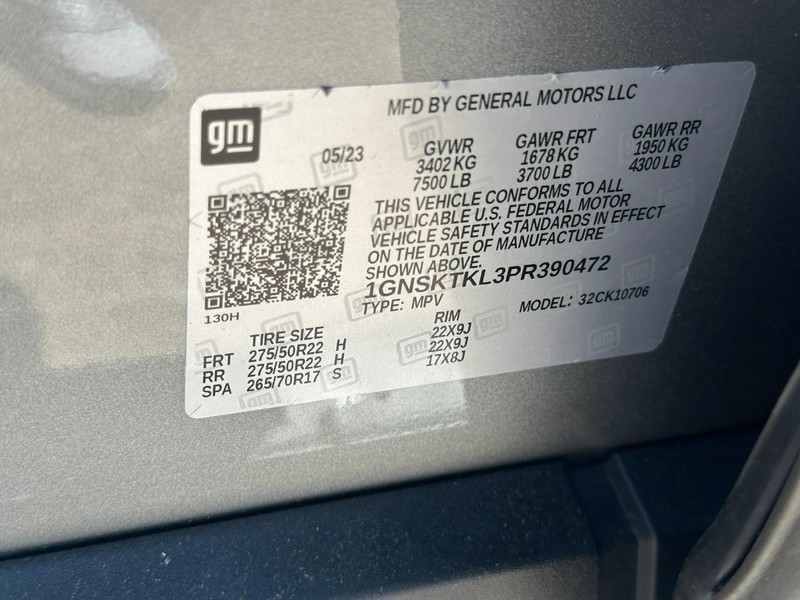 gm
MFD BY GENERAL MOTORS LLC
05/23
GVWR GAWR FRT GAWR RR
3402 KG 1678 KG 1950 KG
7500 LB 3700 LB 4300 LB
THIS VEHICLE CONFORMS TO ALL
APPLICABLE U.S. FEDERAL MOTOR
VEHICLE SAFETY STANDARDS IN EFFECT
ON THE DATE OF MANUFACTURE
SHOWN ABOVE.
1GNSKTKL3PR390472
TYPE: MPV MODEL: 32CK10706
130H
TIRE SIZE RIM
FRT 275/50R22 H 22X9J
RR 275/50R22 H 22X9J
SPA 265/70R17 S 17X8J